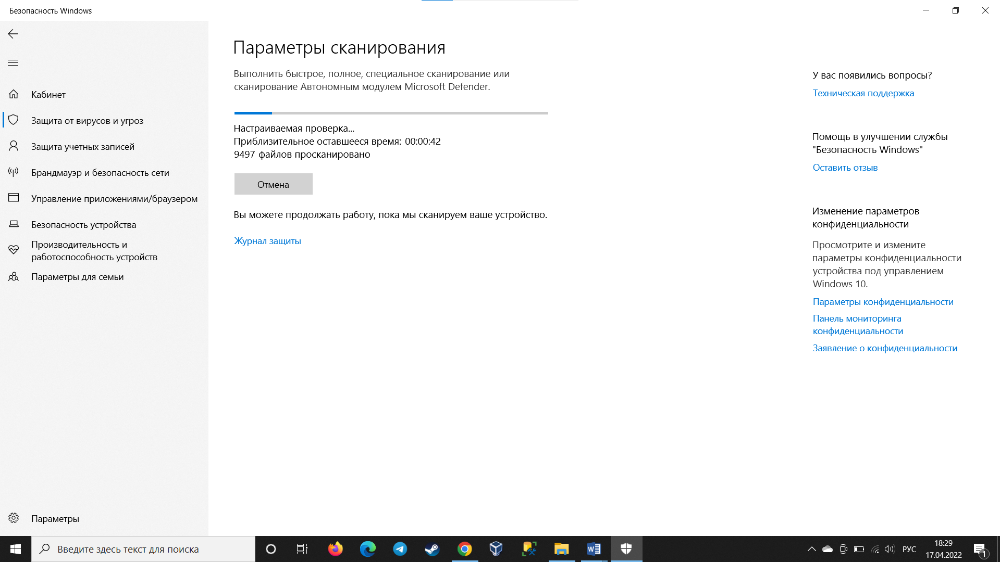 Безопасность Windows
Кабинет
Защита от вирусов и угроз
Защита учетных записей
Брандмауэр и безопасность сети
Управление приложениями/браузером
Безопасность устройства
Производительность и
работоспособность устройств
Параметры для семьи
Параметры
Параметры сканирования
Выполнить быстрое, полное, специальное сканирование или
сканирование Автономным модулем Microsoft Defender.
Настраиваемая проверка...
Приблизительное оставшееся время: 00:00:42
9497 файлов просканировано
Отмена
Вы можете продолжать работу, пока мы сканируем ваше устройство.
Журнал защиты
У вас появились вопросы?
Техническая поддержка
Помощь в улучшении службы
"Безопасность Windows"
Оставить отзыв
Изменение параметров
конфиденциальности
Просмотрите и измените
параметры конфиденциальности
устройства под управлением
Windows 10.
Параметры конфиденциальности
Панель мониторинга
конфиденциальности
Заявление о конфиденциальности
Введите здесь текст для поиска
РУС
18:29
17.04.2022
1